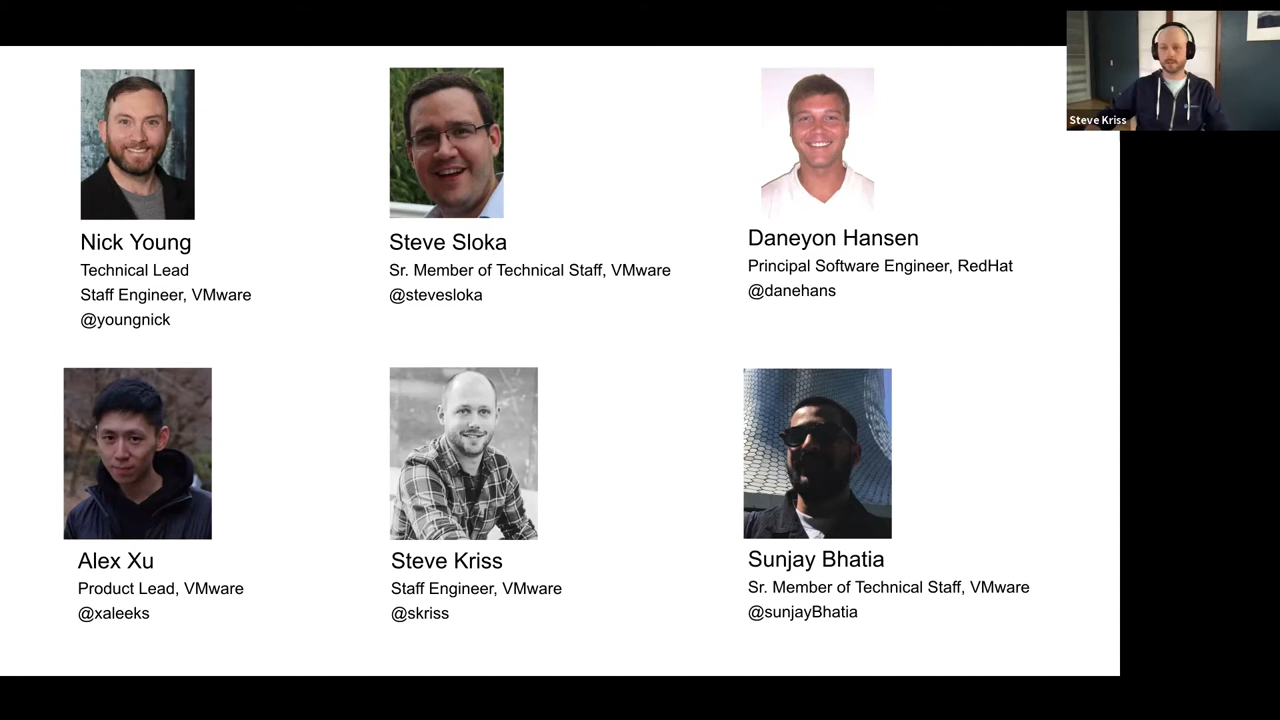 Steve Kriss
Nick Young
Technical Lead
Staff Engineer, VMware
@youngnick
Steve Sloka
Sr. Member of Technical Staff, VMware
@stevesloka
Daneyon Hansen
Principal Software Engineer, RedHat
@danehans
Alex Xu
Product Lead, VMware
@xaleeks
Steve Kriss
Staff Engineer, VMware
@skriss
Sunjay Bhatia
Sr. Member of Technical Staff, VMware
@sunjayBhatia